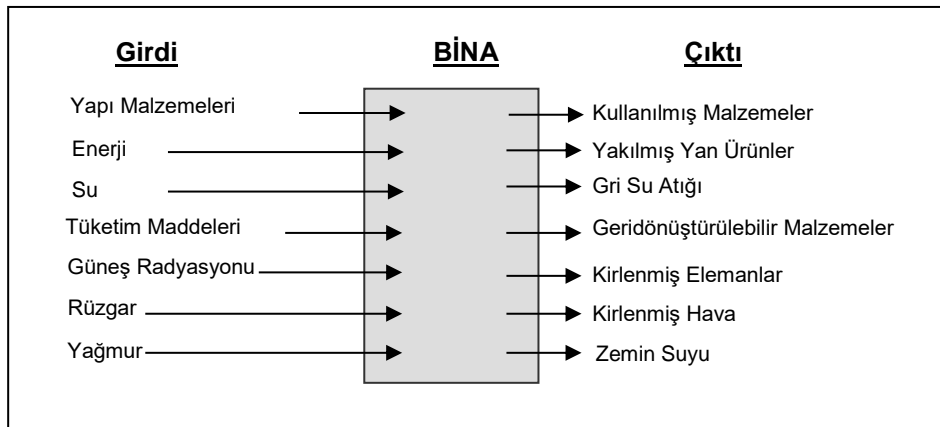 Girdi BİNA Çıktı
Yapı Malzemeleri Kullanılmış Malzemeler
Enerji Yakılmış Yan Ürünler
Su Gri Su Atığı
Tüketim Maddeleri Geridönüştürülebilir Malzemeler
Güneş Radyasyonu Kirlenmiş Elemanlar
Rüzgar Kirlenmiş Hava
Yağmur Zemin Suyu